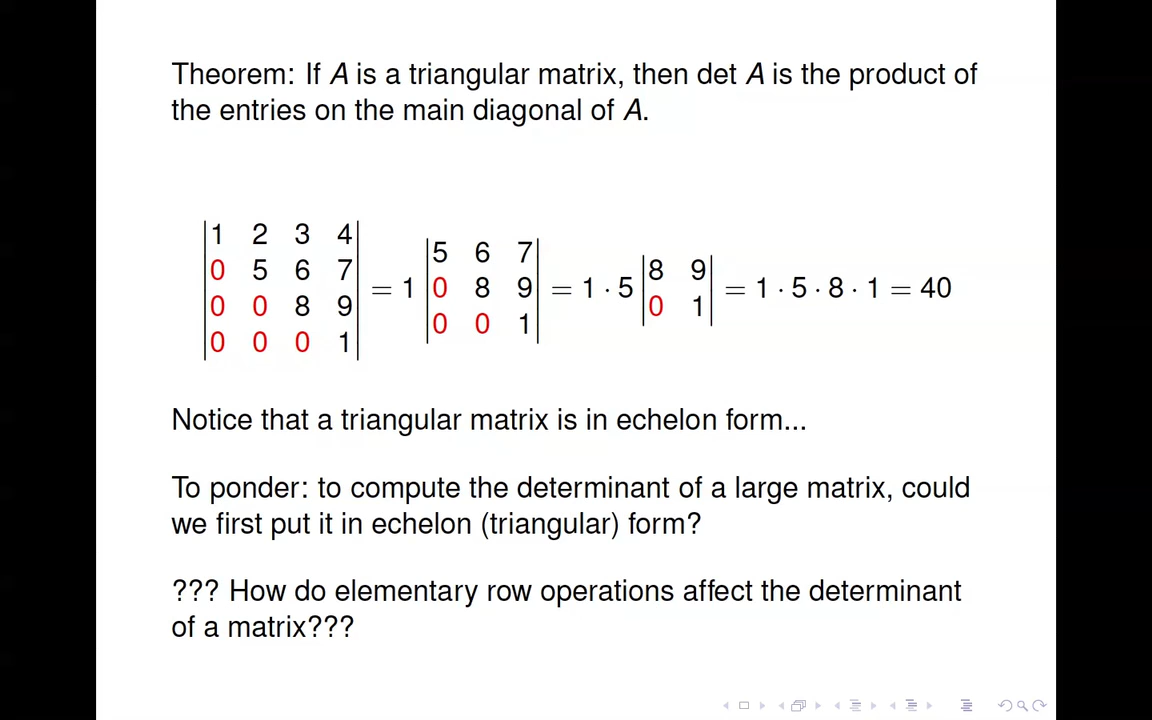 Theorem: If A is a triangular matrix, then det A is the product of
the entries on the main diagonal of A.
|1 2 3 4|
|0 5 6 7|
|0 0 8 9|
|0 0 0 1|
= 1
|5 6 7|
|0 8 9|
|0 0 1|
= 1 · 5
|8 9|
|0 1|
= 1 · 5 · 8 · 1 = 40
Notice that a triangular matrix is in echelon form...
To ponder: to compute the determinant of a large matrix, could
we first put it in echelon (triangular) form?
??? How do elementary row operations affect the determinant
of a matrix???